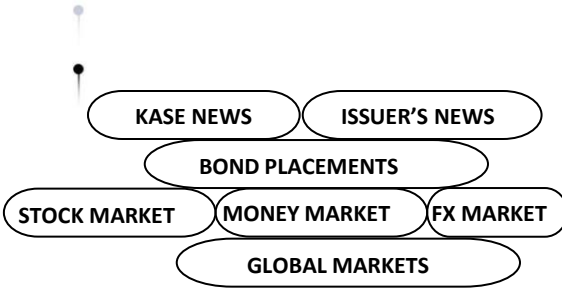 KASE NEWS ISSUER’S NEWS
BOND PLACEMENTS
STOCK MARKET MONEY MARKET FX MARKET
GLOBAL MARKETS